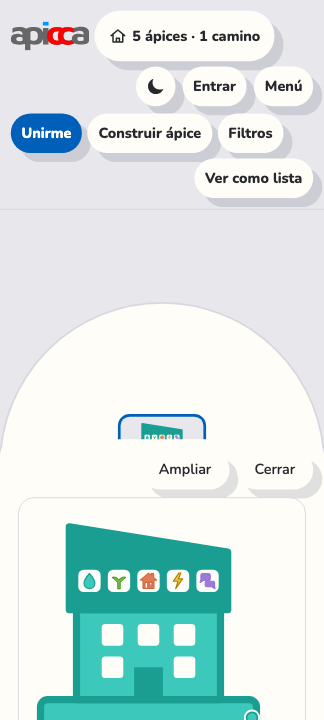 apicca
5 ápices · 1 camino
Entrar
Menú
Unirme
Construir ápice
Filtros
Ver como lista
Ampliar
Cerrar